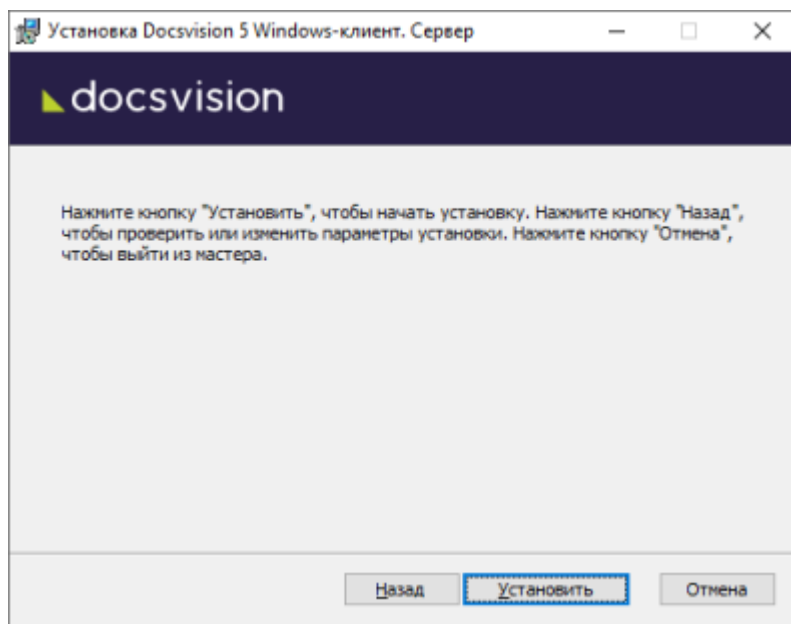 Установка Docsvision 5 Windows-клиент. Сервер
docsvision
Нажмите кнопку "Установить", чтобы начать установку. Нажмите кнопку "Назад",
чтобы проверить или изменить параметры установки. Нажмите кнопку "Отмена",
чтобы выйти из мастера.
Назад Установить Отмена